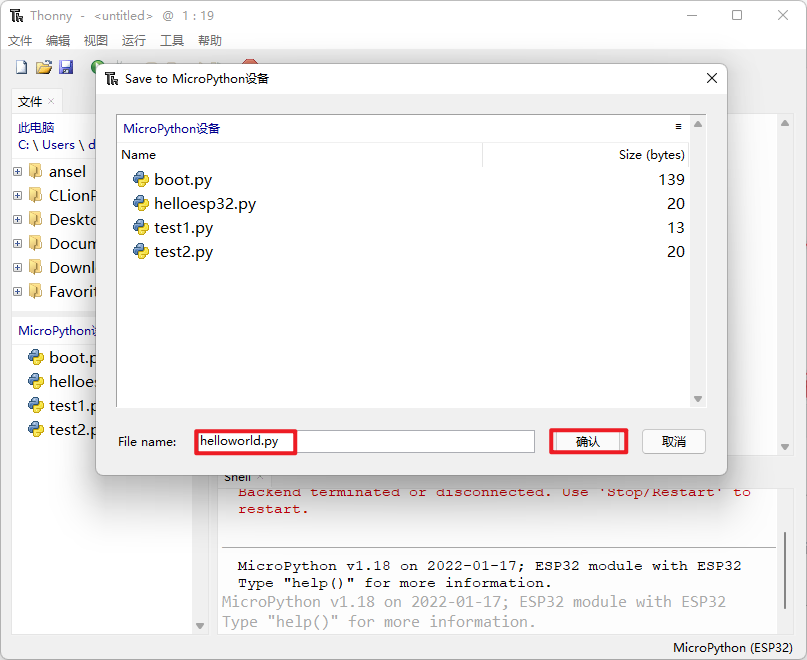 Thonny - <untitled> @ 1 : 19
文件 编辑 视图 运行 工具 帮助
Save to MicroPython设备
文件
此电脑
C: \ Users \ d
ansel
CLionP
Deskto
Docum
Downl
Favorit
MicroPython设
boot.p
helloes
test1.p
test2.p
MicroPython设备
Name Size (bytes)
boot.py 139
helloesp32.py 20
test1.py 13
test2.py 20
File name: helloworld.py 确认 取消
Shell
Backend terminated or disconnected. Use 'Stop/Restart' to
restart.
MicroPython v1.18 on 2022-01-17; ESP32 module with ESP32
Type "help()" for more information.
MicroPython v1.18 on 2022-01-17; ESP32 module with ESP32
Type "help()" for more information.
MicroPython (ESP32)